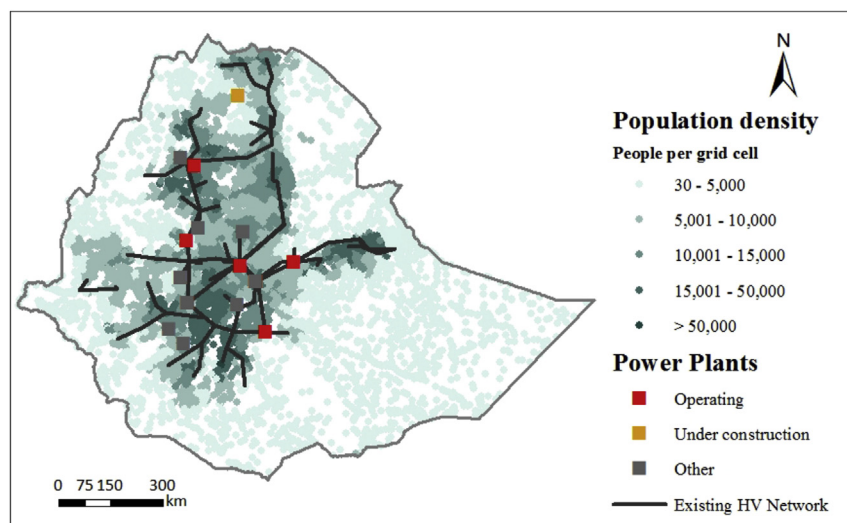 N
Population density
People per grid cell
30 - 5,000
5,001 - 10,000
10,001 - 15,000
15,001 - 50,000
> 50,000
Power Plants
Operating
Under construction
Other
Existing HV Network
0 75 150 300
km